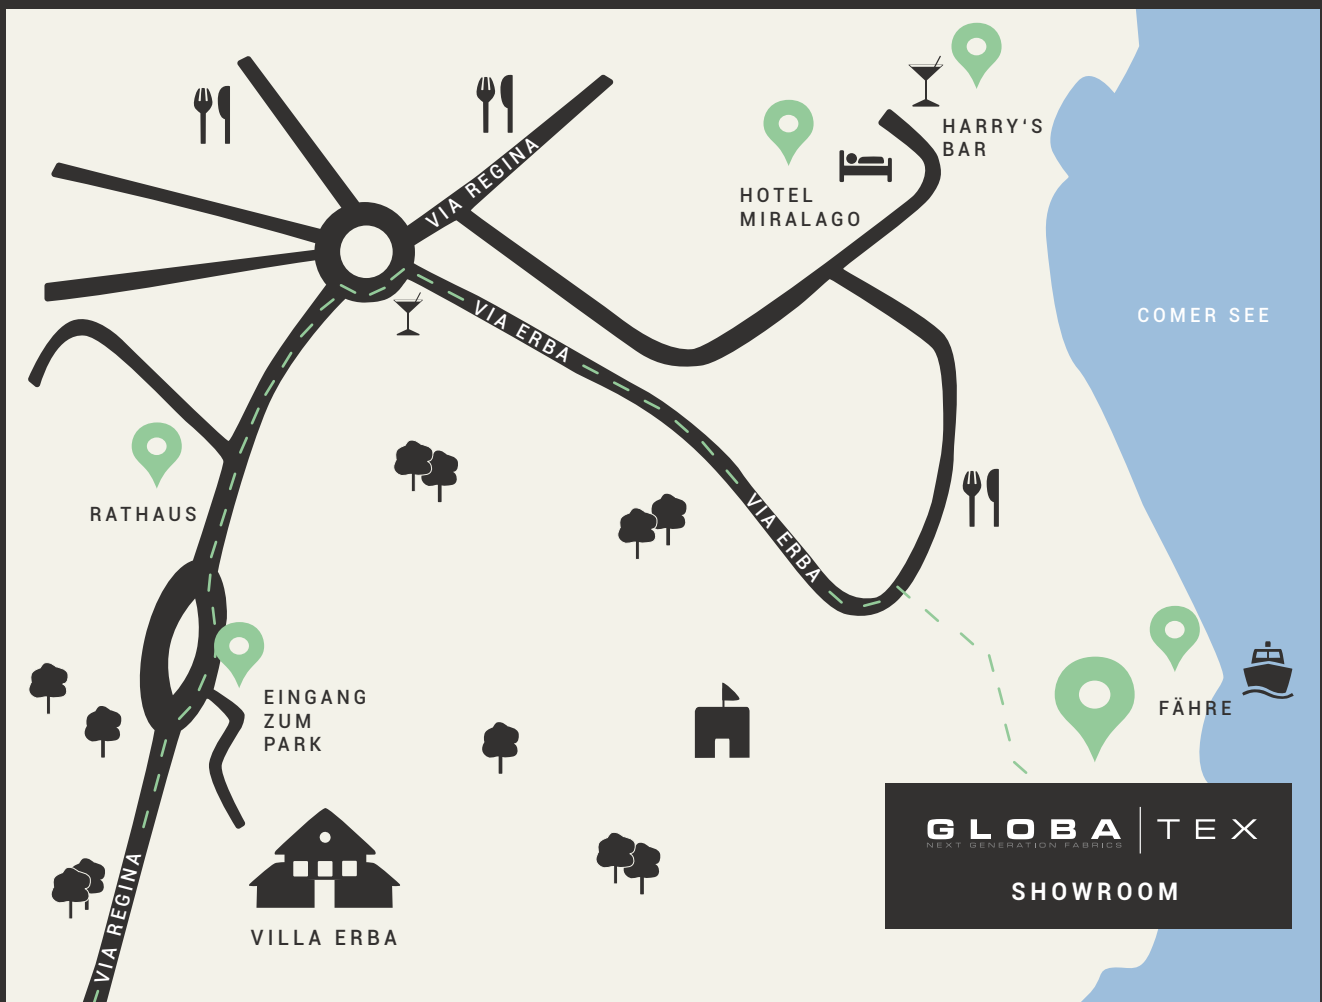 HARRY'S
BAR
HOTEL
MIRALAGO
VIA REGINA
COMER SEE
VIA ERBA
RATHAUS
VIA ERBA
EINGANG
ZUM
PARK
FÄHRE
GLOBA|TEX
NEXT GENERATION FABRICS
SHOWROOM
VIA REGINA
VILLA ERBA